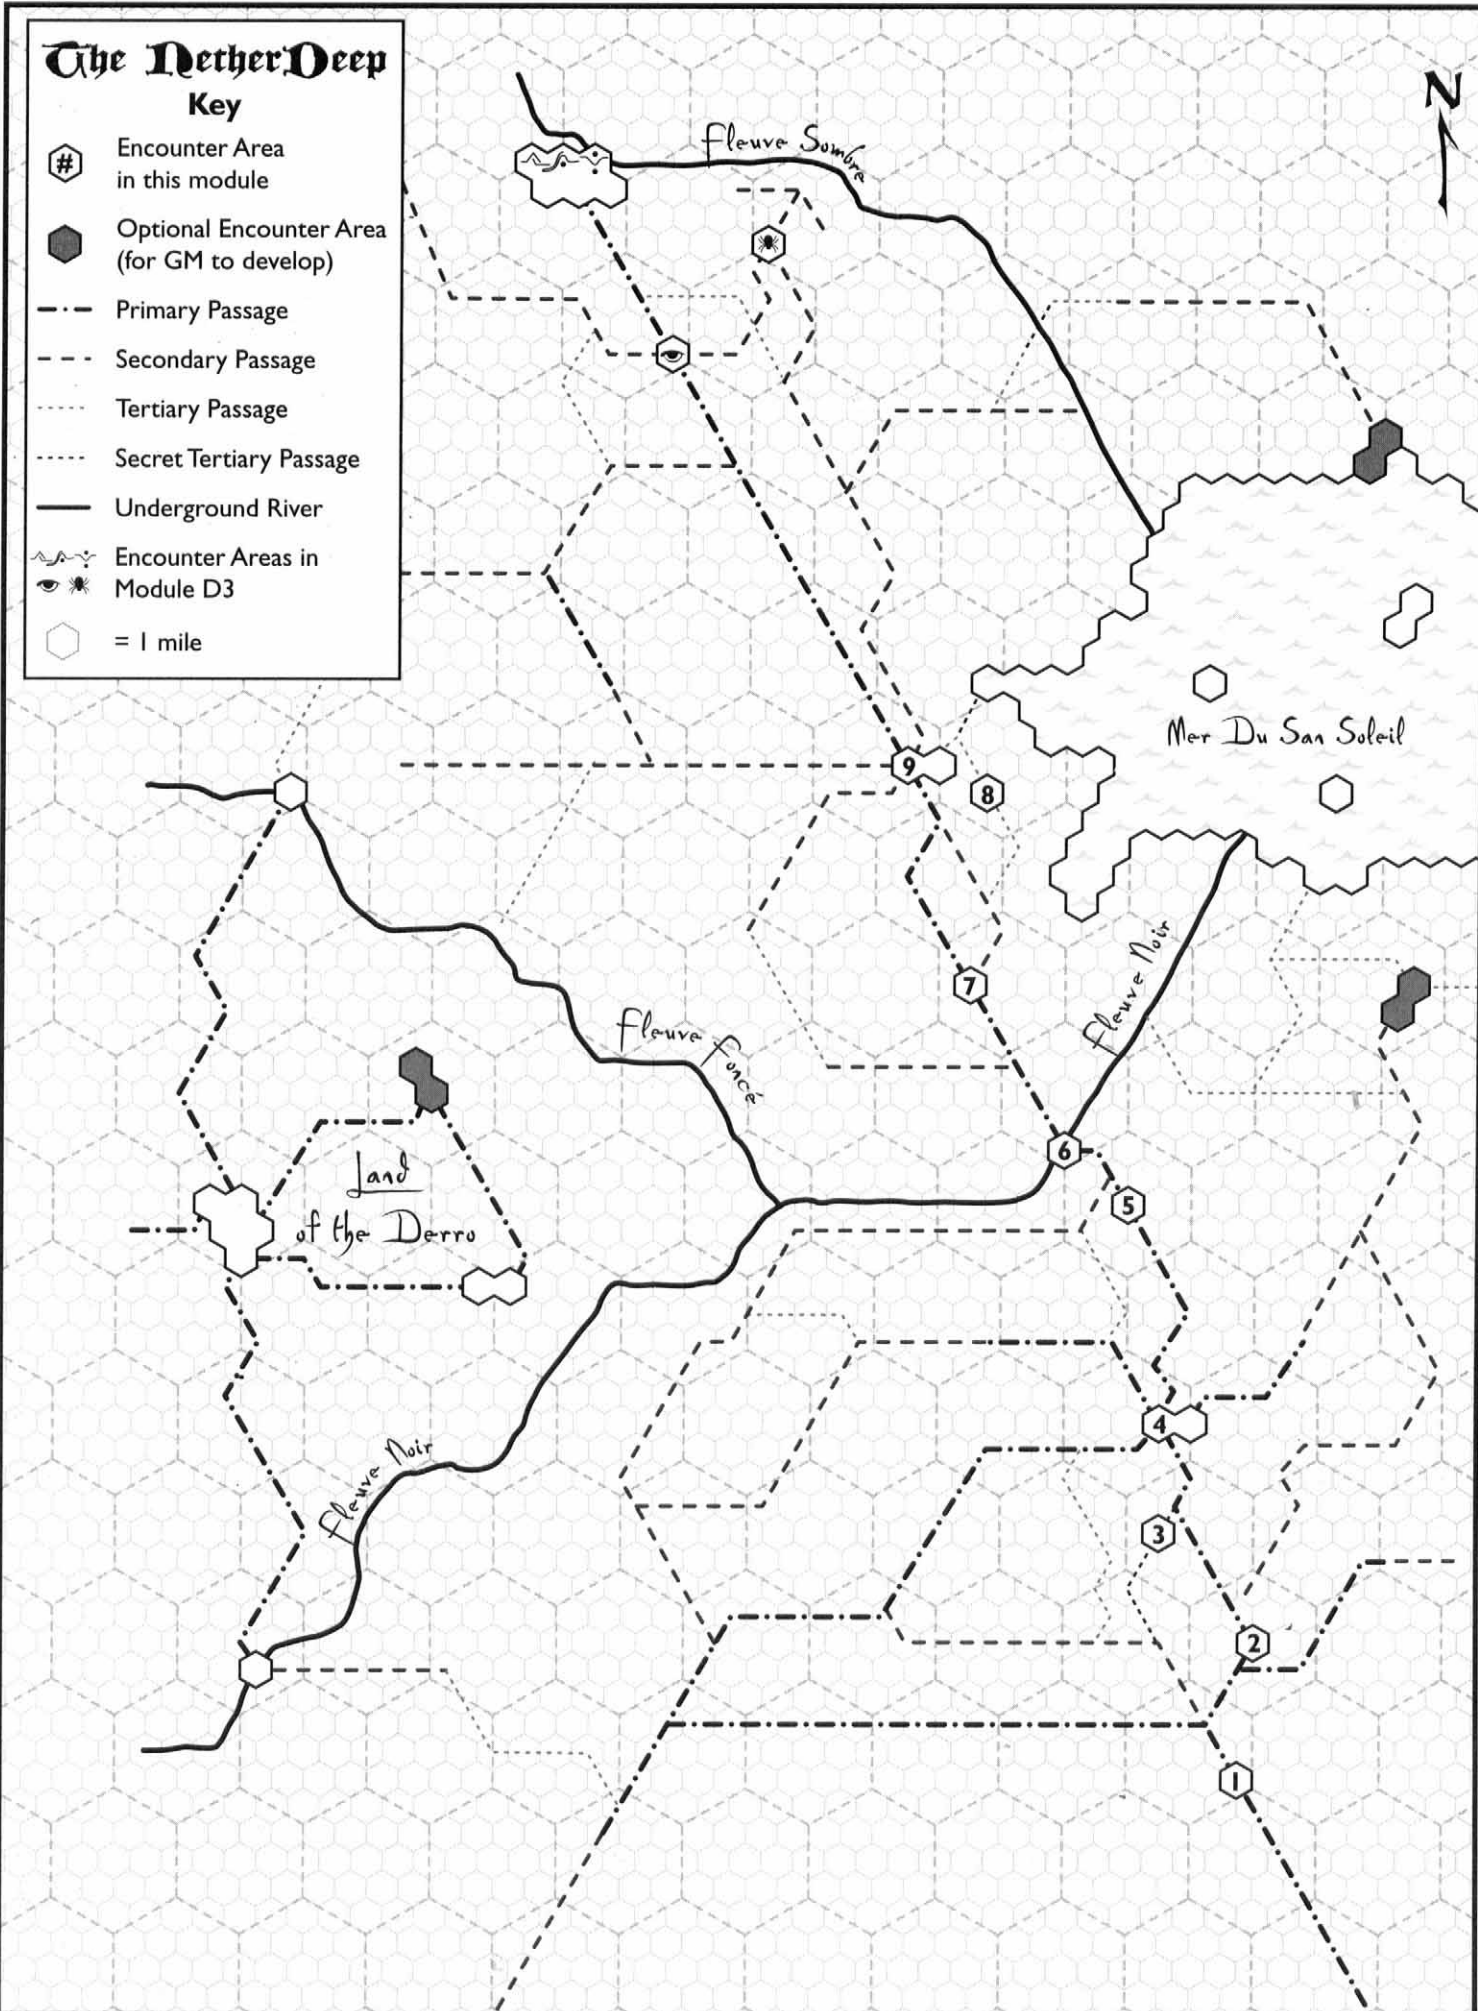 The NetherDeep
Key
#
Encounter Area
in this module
Optional Encounter Area
(for GM to develop)
Primary Passage
Secondary Passage
Tertiary Passage
Secret Tertiary Passage
Underground River
Encounter Areas in
Module D3
= 1 mile
N
Fleuve Sombre
Mer Du San Soleil
9
8
7
Fleuve Noir
Fleuve Foncé
6
5
Land
of the Derro
4
Fleuve Noir
3
2
1